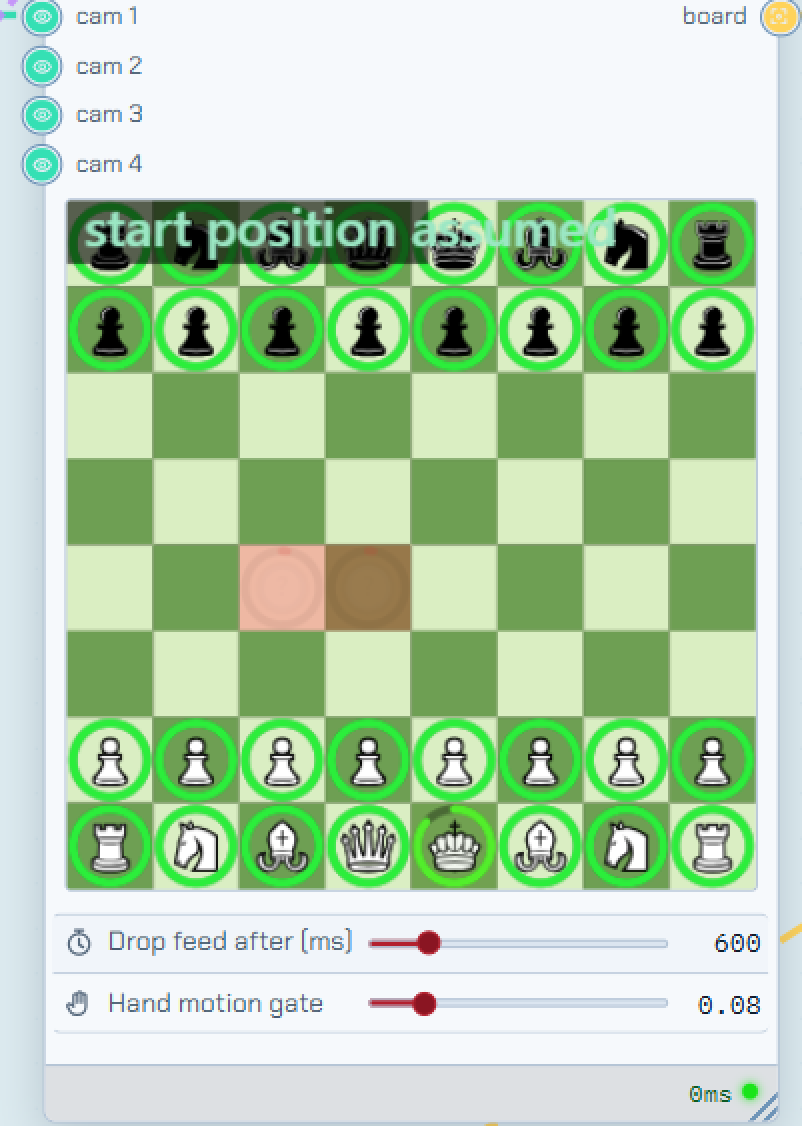 cam 1
board
cam 2
cam 3
cam 4
start position assumed
Drop feed after (ms)
600
Hand motion gate
0.08
0ms